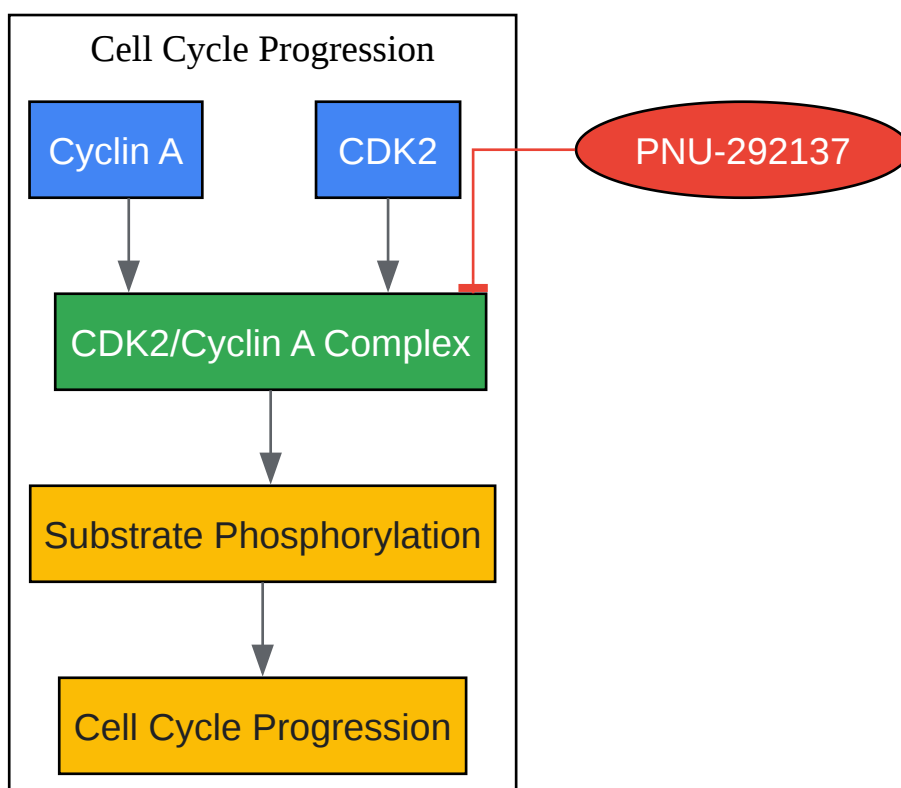 Cell Cycle Progression
Cyclin A
CDK2
PNU-292137
CDK2/Cyclin A Complex
Substrate Phosphorylation
Cell Cycle Progression